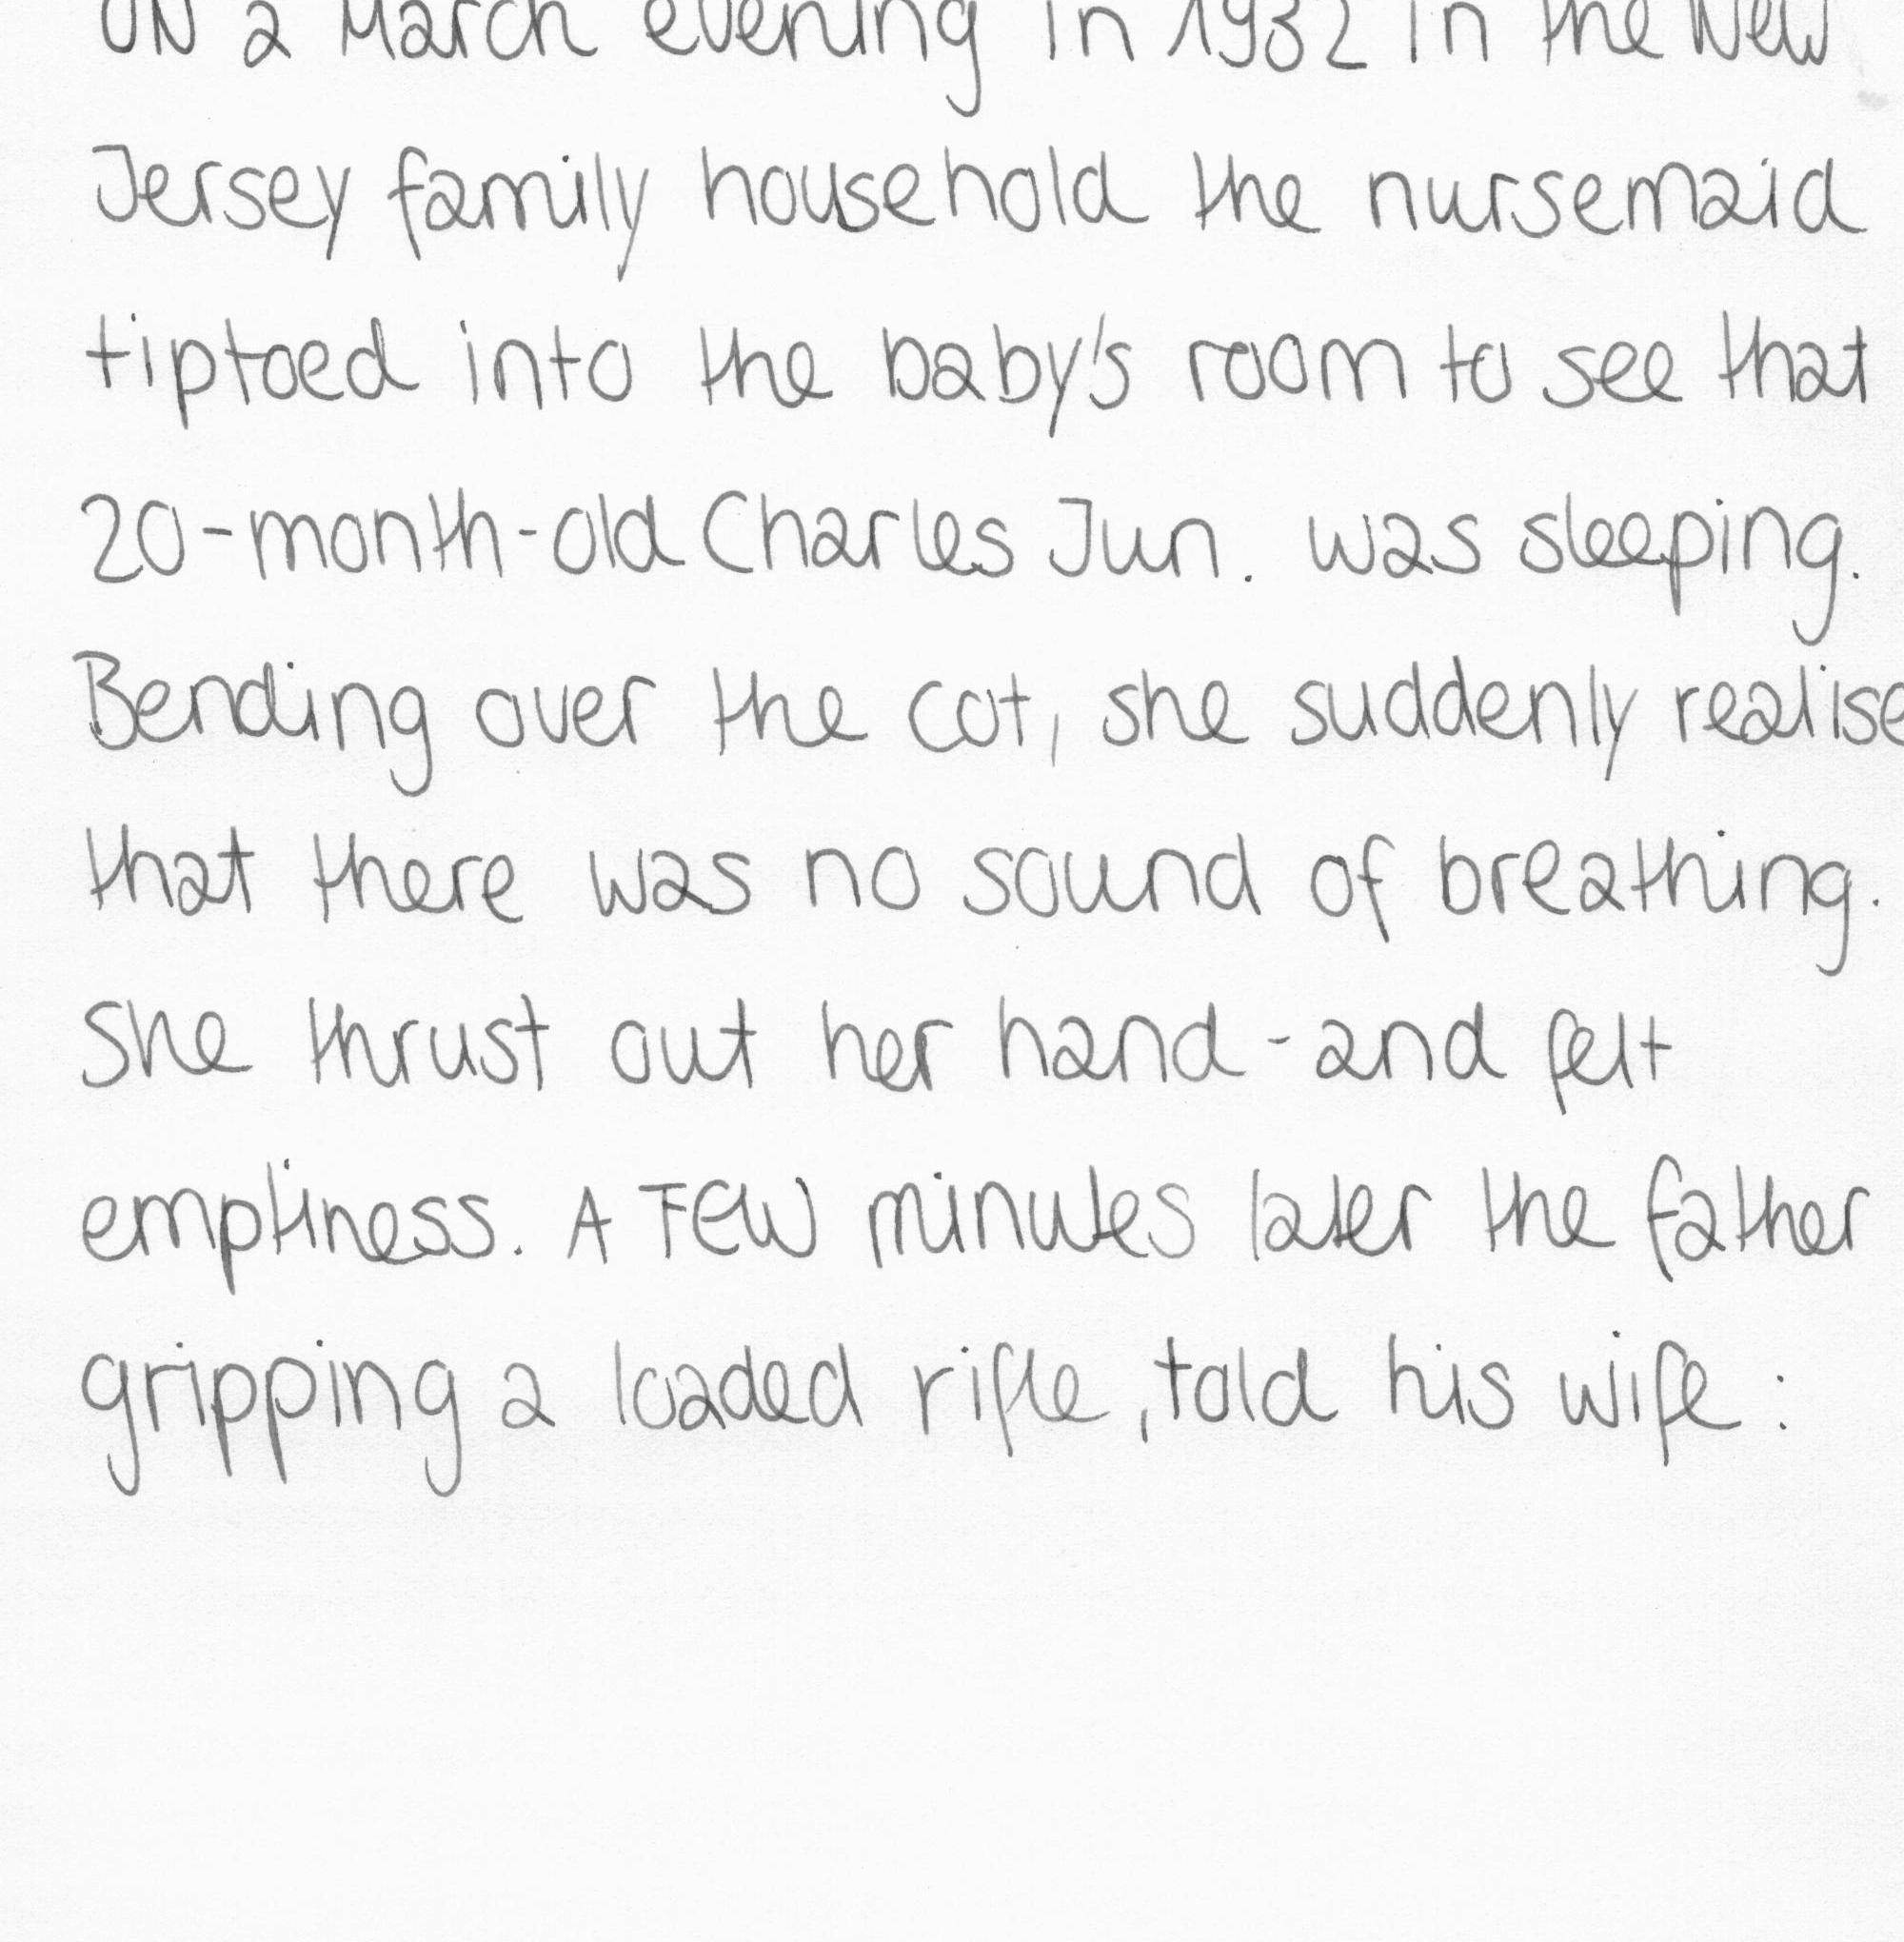 ON a March evening in 1932 in the New
Jersey family household the nursemaid
tiptoed into the baby's room to see that
20-month-old Charles Jun. was sleeping.
Bending over the cot, she suddenly realise
that there was no sound of breathing.
She thrust out her hand - and felt
emptiness. A FEW minutes later the father
gripping a loaded rifle, told his wife: